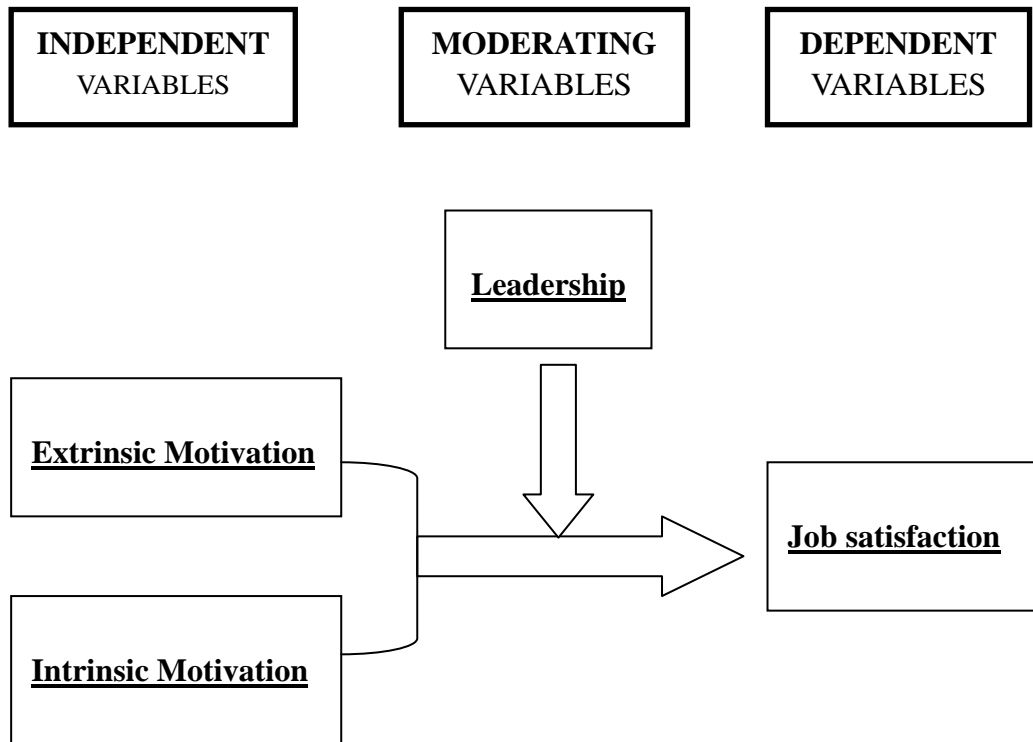 INDEPENDENT
VARIABLES
MODERATING
VARIABLES
DEPENDENT
VARIABLES
Leadership
Extrinsic Motivation
Job satisfaction
Intrinsic Motivation